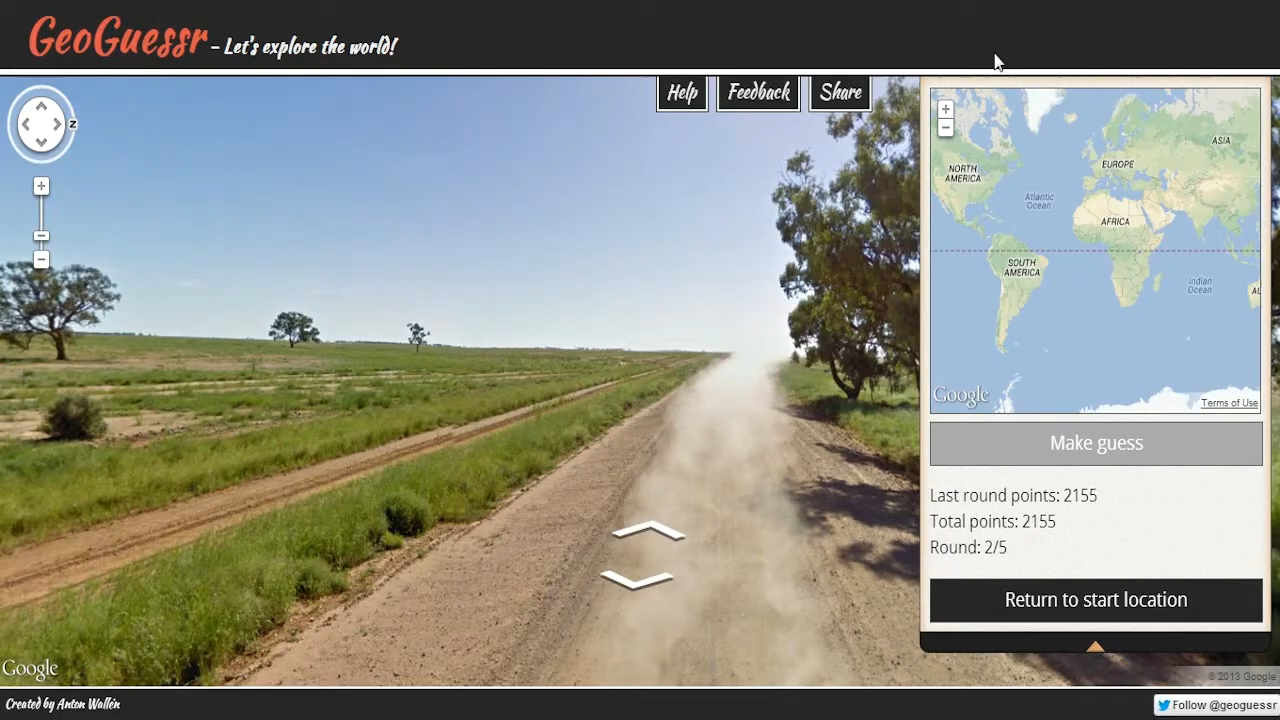 GeoGuessr - Let's explore the world!
Help
Feedback
Share
Z
+
-
-
+
-
NORTH
AMERICA
Atlantic
Ocean
EUROPE
ASIA
AFRICA
SOUTH
AMERICA
Indian
Ocean
AU
Google
Terms of Use
Make guess
Last round points: 2155
Total points: 2155
Round: 2/5
Return to start location
Google
© 2013 Google
Created by Anton Wallén
Follow @geoguessr